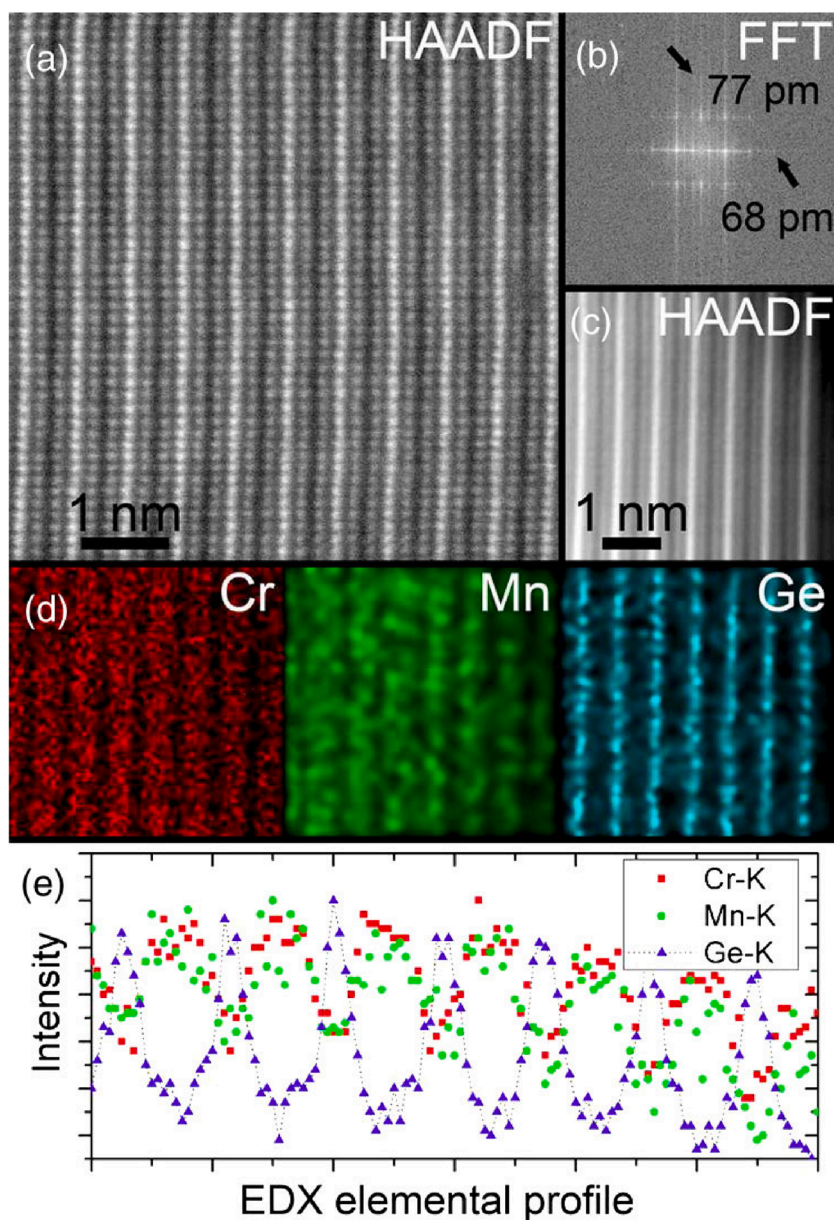 (a) HAADF
(b) FFT
77 pm
68 pm
1 nm
(c) HAADF
1 nm
(d) Cr Mn Ge
(e)
Cr-K
Mn-K
Ge-K
Intensity
EDX elemental profile